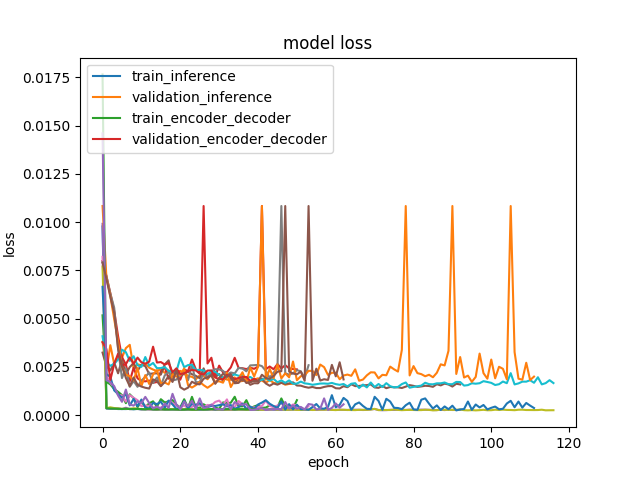 model loss
train_inference
validation_inference
train_encoder_decoder
validation_encoder_decoder
0.0175
0.0150
0.0125
0.0100
0.0075
0.0050
0.0025
0.0000
loss
0 20 40 60 80 100 120
epoch